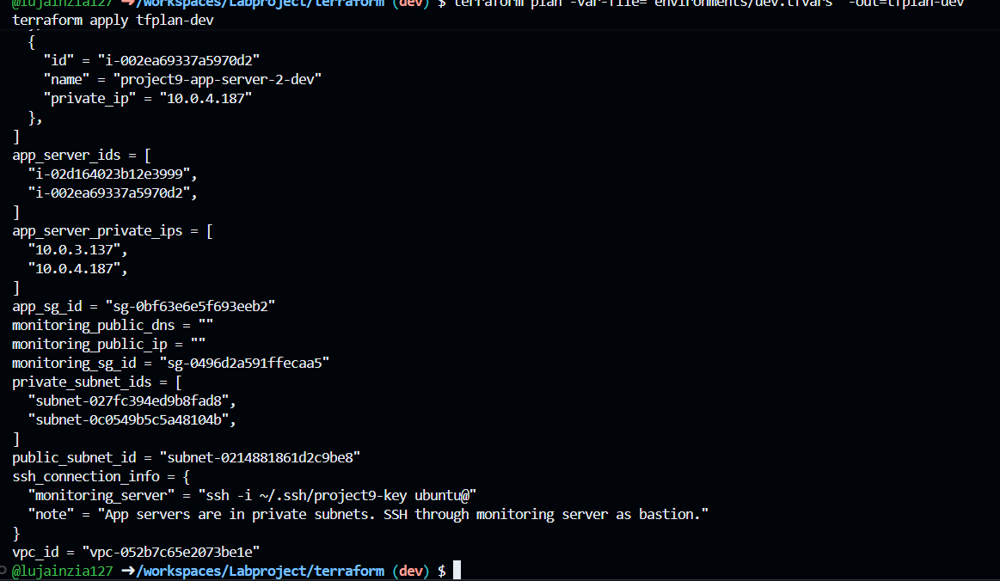 @lujainzia127 ➜/workspaces/Labproject/terraform (dev) $ terraform plan -var-file="environments/dev.tfvars" -out=tfplan-dev
terraform apply tfplan-dev
{
"id" = "i-002ea69337a5970d2"
"name" = "project9-app-server-2-dev"
"private_ip" = "10.0.4.187"
},
]
app_server_ids = [
"i-02d164023b12e3999",
"i-002ea69337a5970d2",
]
app_server_private_ips = [
"10.0.3.137",
"10.0.4.187",
]
app_sg_id = "sg-0bf63e6e5f693eeb2"
monitoring_public_dns = ""
monitoring_public_ip = ""
monitoring_sg_id = "sg-0496d2a591ffecaa5"
private_subnet_ids = [
"subnet-027fc394ed9b8fad8",
"subnet-0c0549b5c5a48104b",
]
public_subnet_id = "subnet-0214881861d2c9be8"
ssh_connection_info = {
"monitoring_server" = "ssh -i ~/.ssh/project9-key ubuntu@"
"note" = "App servers are in private subnets. SSH through monitoring server as bastion."
}
vpc_id = "vpc-052b7c65e2073be1e"
@lujainzia127 ➜/workspaces/Labproject/terraform (dev) $